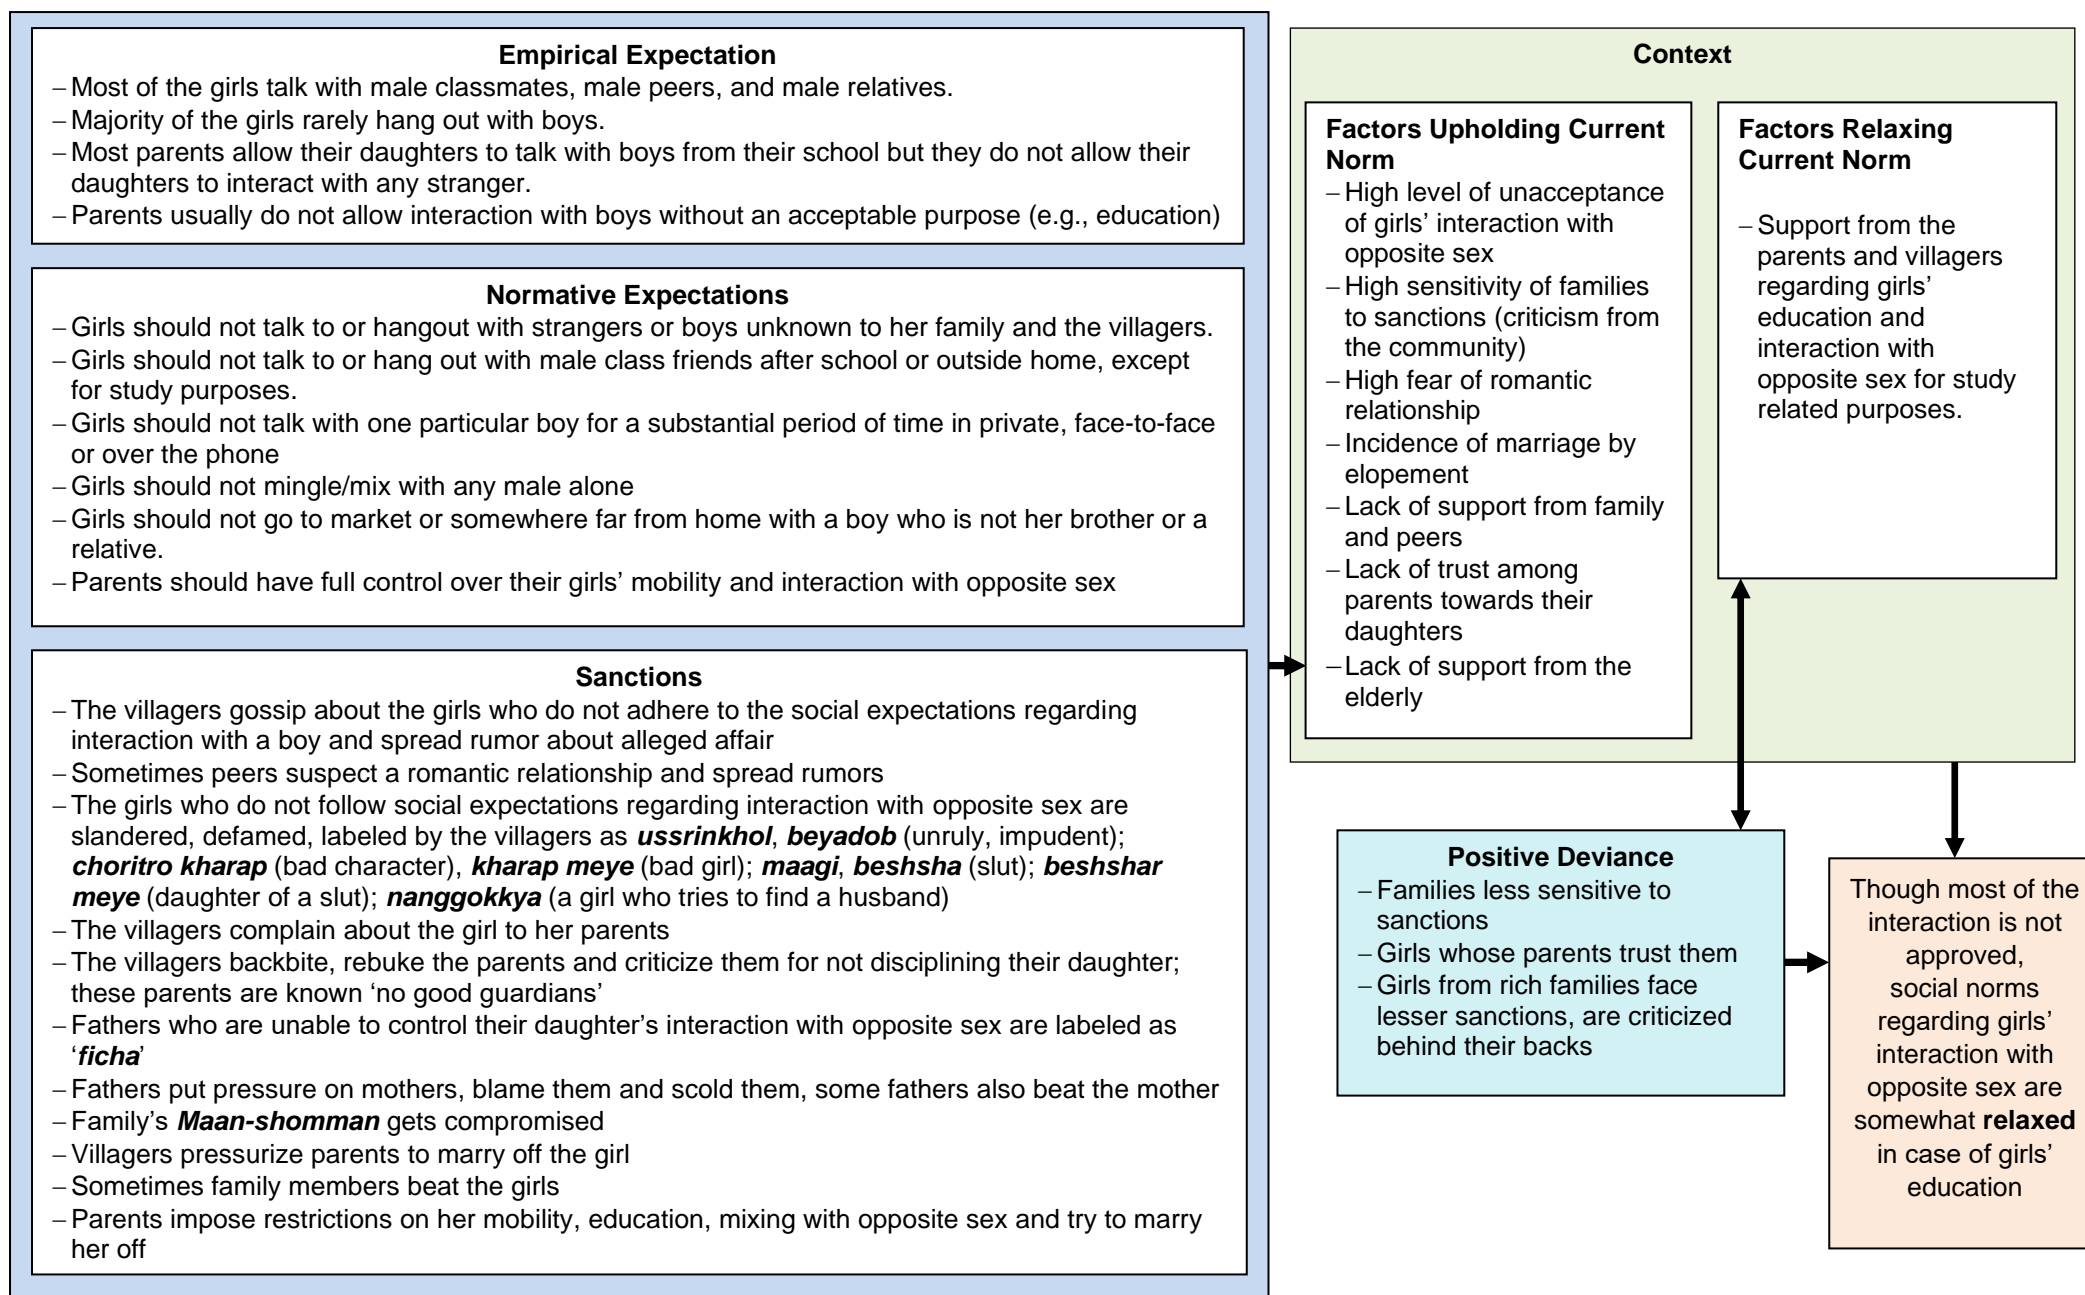 Empirical Expectation
– Most of the girls talk with male classmates, male peers, and male relatives.
– Majority of the girls rarely hang out with boys.
– Most parents allow their daughters to talk with boys from their school but they do not allow their
daughters to interact with any stranger.
– Parents usually do not allow interaction with boys without an acceptable purpose (e.g., education)
Normative Expectations
– Girls should not talk to or hangout with strangers or boys unknown to her family and the villagers.
– Girls should not talk to or hang out with male class friends after school or outside home, except
for study purposes.
– Girls should not talk with one particular boy for a substantial period of time in private, face-to-face
or over the phone
– Girls should not mingle/mix with any male alone
– Girls should not go to market or somewhere far from home with a boy who is not her brother or a
relative.
– Parents should have full control over their girls’ mobility and interaction with opposite sex
Sanctions
– The villagers gossip about the girls who do not adhere to the social expectations regarding
interaction with a boy and spread rumor about alleged affair
– Sometimes peers suspect a romantic relationship and spread rumors
– The girls who do not follow social expectations regarding interaction with opposite sex are
slandered, defamed, labeled by the villagers as ussrinkhol, beyadob (unruly, impudent);
choritro kharap (bad character), kharap meye (bad girl); maagi, beshsha (slut); beshshar
meye (daughter of a slut); nanggokkya (a girl who tries to find a husband)
– The villagers complain about the girl to her parents
– The villagers backbite, rebuke the parents and criticize them for not disciplining their daughter;
these parents are known ‘no good guardians’
– Fathers who are unable to control their daughter’s interaction with opposite sex are labeled as
‘ficha’
– Fathers put pressure on mothers, blame them and scold them, some fathers also beat the mother
– Family’s Maan-shomman gets compromised
– Villagers pressurize parents to marry off the girl
– Sometimes family members beat the girls
– Parents impose restrictions on her mobility, education, mixing with opposite sex and try to marry
her off
Context
Factors Upholding Current
Norm
– High level of unacceptance
of girls’ interaction with
opposite sex
– High sensitivity of families
to sanctions (criticism from
the community)
– High fear of romantic
relationship
– Incidence of marriage by
elopement
– Lack of support from family
and peers
– Lack of trust among
parents towards their
daughters
– Lack of support from the
elderly
Factors Relaxing
Current Norm
– Support from the
parents and villagers
regarding girls’
education and
interaction with
opposite sex for study
related purposes.
Positive Deviance
– Families less sensitive to
sanctions
– Girls whose parents trust them
– Girls from rich families face
lesser sanctions, are criticized
behind their backs
Though most of the
interaction is not
approved,
social norms
regarding girls’
interaction with
opposite sex are
somewhat relaxed
in case of girls’
education